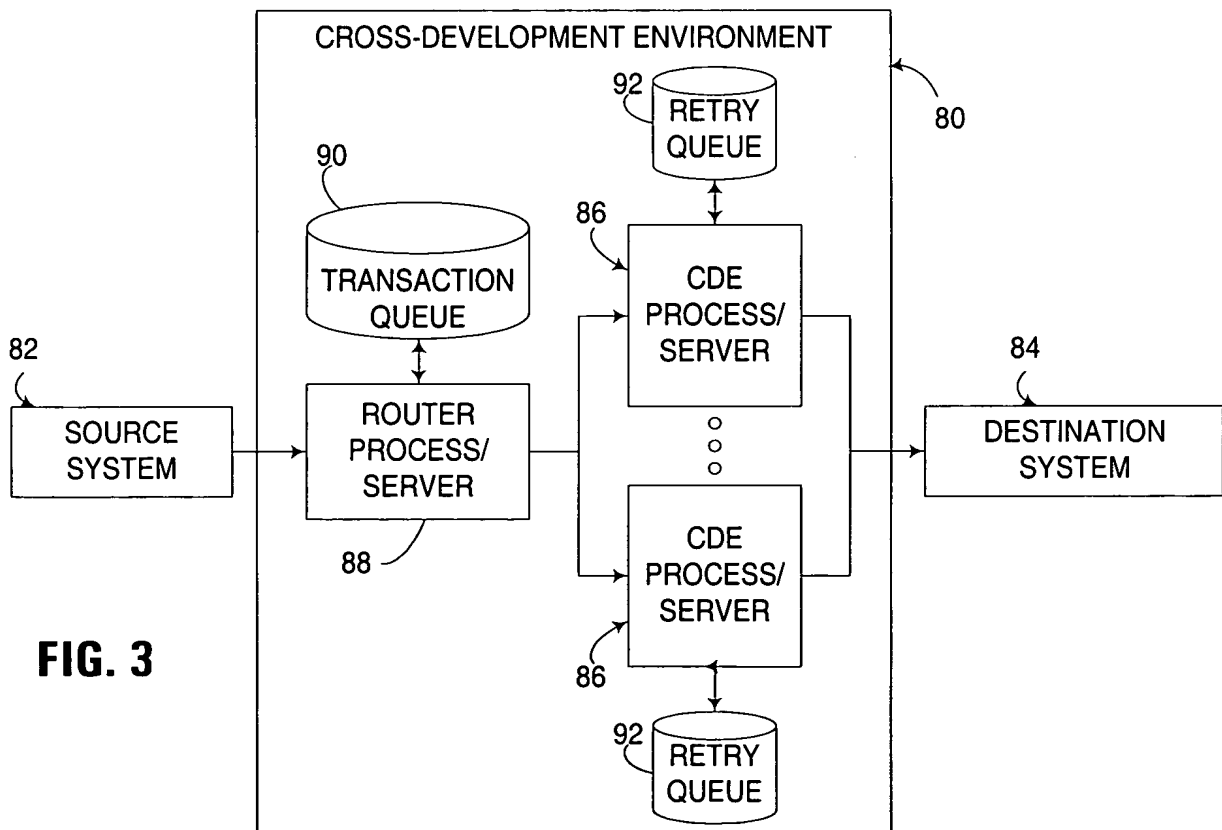 CROSS-DEVELOPMENT ENVIRONMENT
92
RETRY
QUEUE
80
90
TRANSACTION
QUEUE
86
CDE
PROCESS/
SERVER
82
SOURCE
SYSTEM
ROUTER
PROCESS/
SERVER
88
84
DESTINATION
SYSTEM
CDE
PROCESS/
SERVER
86
FIG. 3
92
RETRY
QUEUE